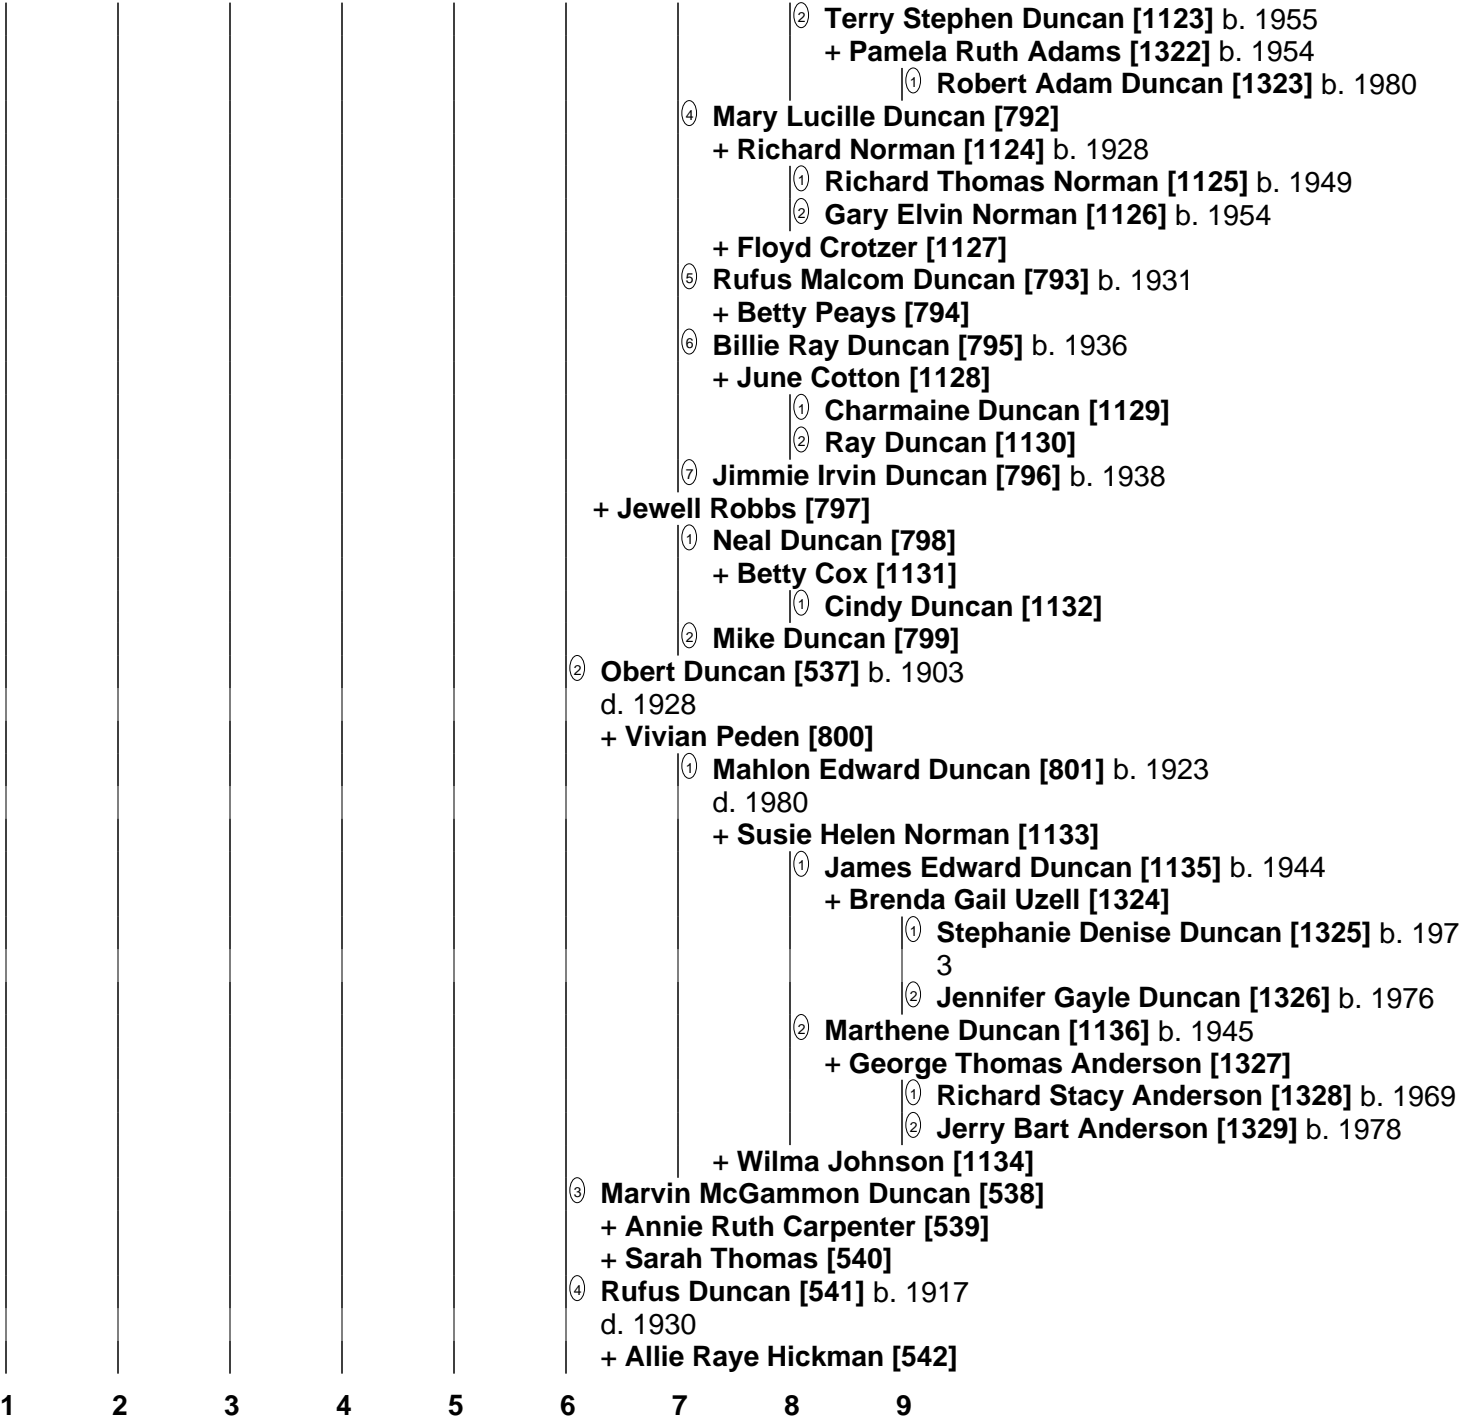 ② Terry Stephen Duncan [1123] b. 1955
+ Pamela Ruth Adams [1322] b. 1954
① Robert Adam Duncan [1323] b. 1980
④ Mary Lucille Duncan [792]
+ Richard Norman [1124] b. 1928
① Richard Thomas Norman [1125] b. 1949
② Gary Elvin Norman [1126] b. 1954
+ Floyd Crotzer [1127]
⑤ Rufus Malcom Duncan [793] b. 1931
+ Betty Peays [794]
⑥ Billie Ray Duncan [795] b. 1936
+ June Cotton [1128]
① Charmaine Duncan [1129]
② Ray Duncan [1130]
⑦ Jimmie Irvin Duncan [796] b. 1938
+ Jewell Robbs [797]
① Neal Duncan [798]
+ Betty Cox [1131]
① Cindy Duncan [1132]
② Mike Duncan [799]
② Obert Duncan [537] b. 1903
d. 1928
+ Vivian Peden [800]
① Mahlon Edward Duncan [801] b. 1923
d. 1980
+ Susie Helen Norman [1133]
① James Edward Duncan [1135] b. 1944
+ Brenda Gail Uzell [1324]
① Stephanie Denise Duncan [1325] b. 197
3
② Jennifer Gayle Duncan [1326] b. 1976
② Marthene Duncan [1136] b. 1945
+ George Thomas Anderson [1327]
① Richard Stacy Anderson [1328] b. 1969
② Jerry Bart Anderson [1329] b. 1978
+ Wilma Johnson [1134]
③ Marvin McGammon Duncan [538]
+ Annie Ruth Carpenter [539]
+ Sarah Thomas [540]
④ Rufus Duncan [541] b. 1917
d. 1930
+ Allie Raye Hickman [542]
1 2 3 4 5 6 7 8 9